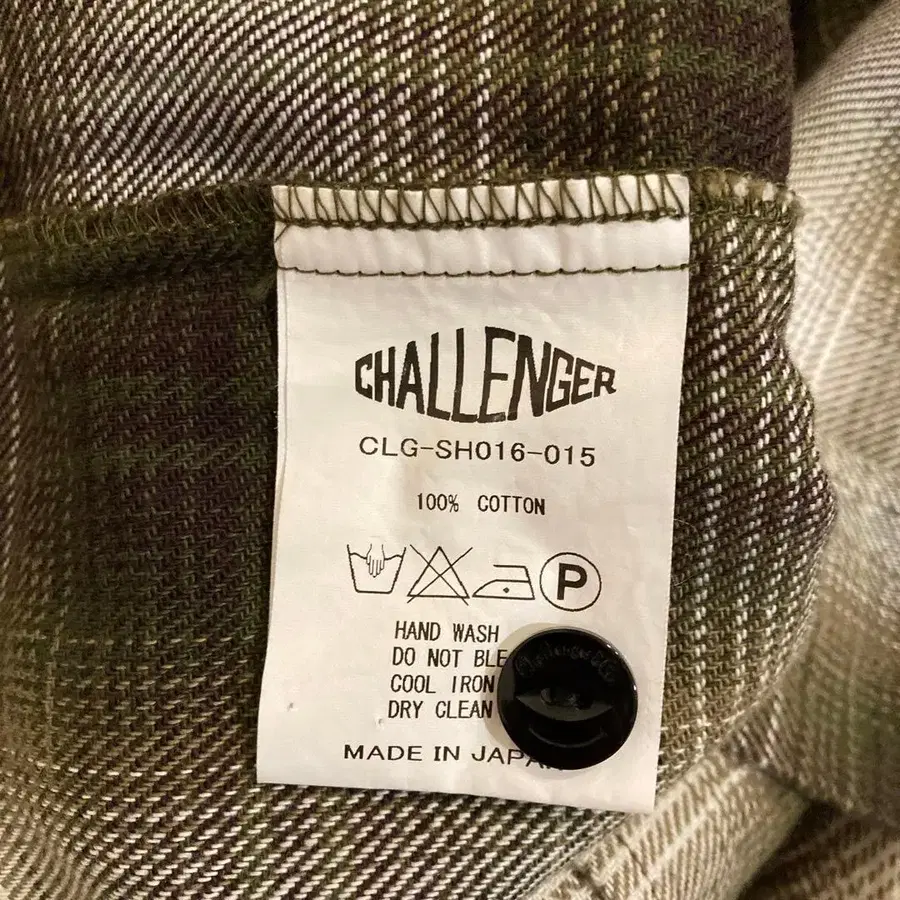 CHALLENGER
CLG-SH016-015
100% COTTON
P
HAND WASH
DO NOT BLE
COOL IRON
DRY CLEAN
MADE IN JAPAN